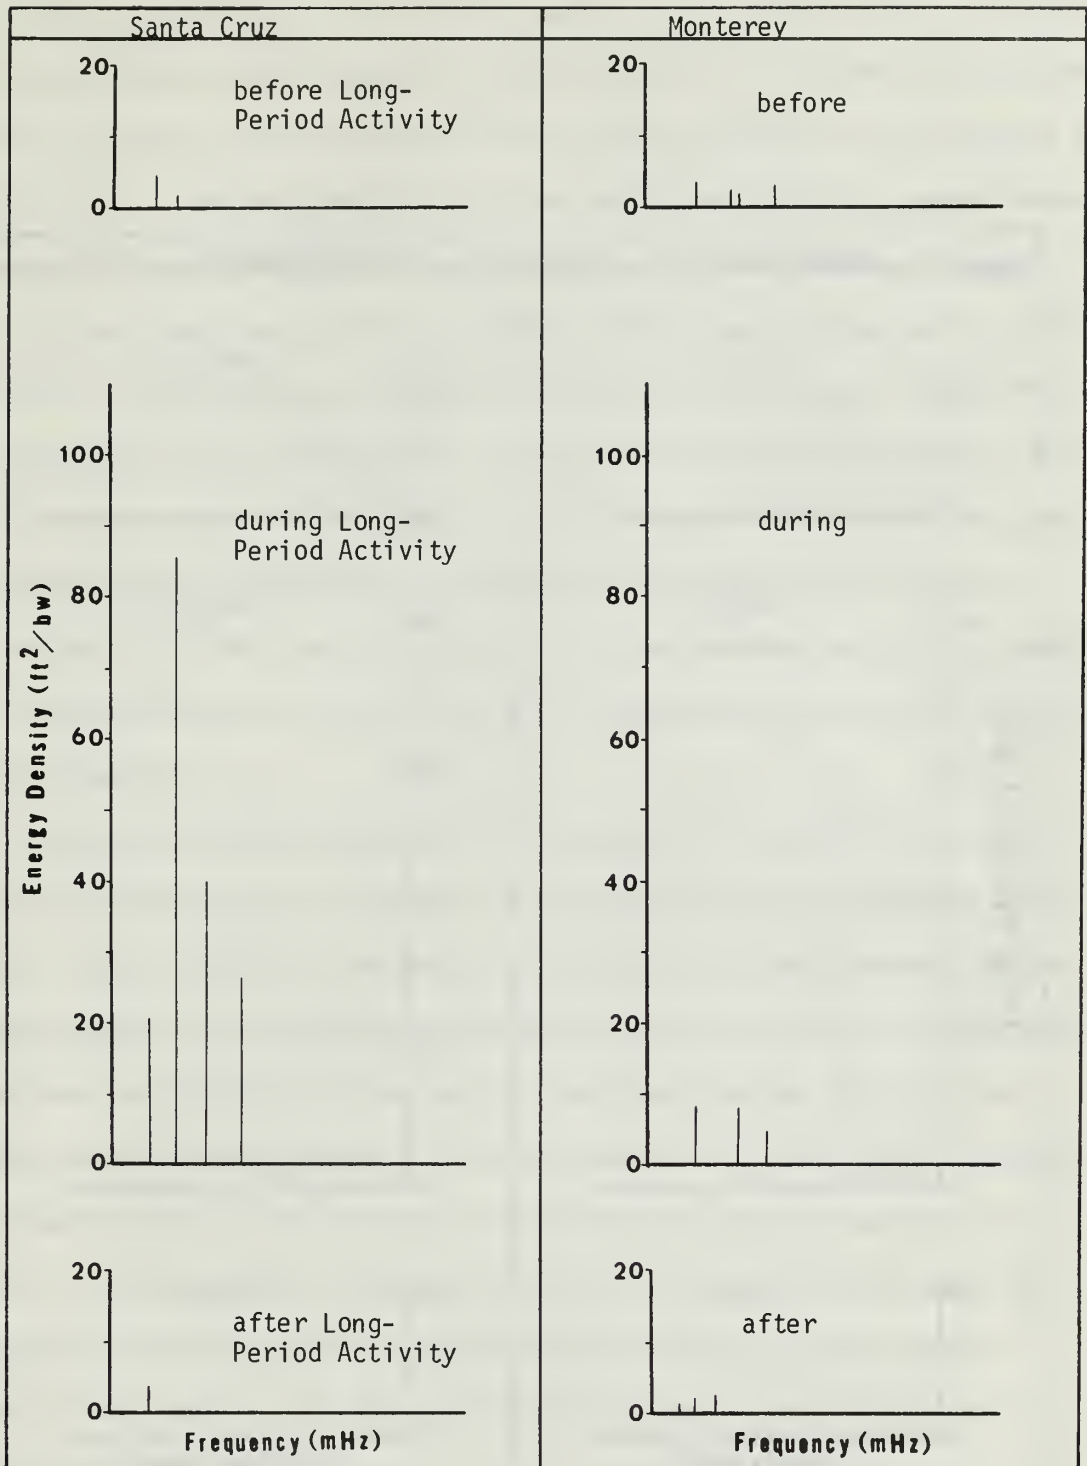 Santa Cruz
20
before Long-
Period Activity
0
100
during Long-
Period Activity
80
60
40
20
0
Energy Density (ft²/bw)
20
after Long-
Period Activity
0
Frequency (mHz)
Monterey
20
before
0
100
during
80
60
40
20
0
20
after
0
Frequency (mHz)